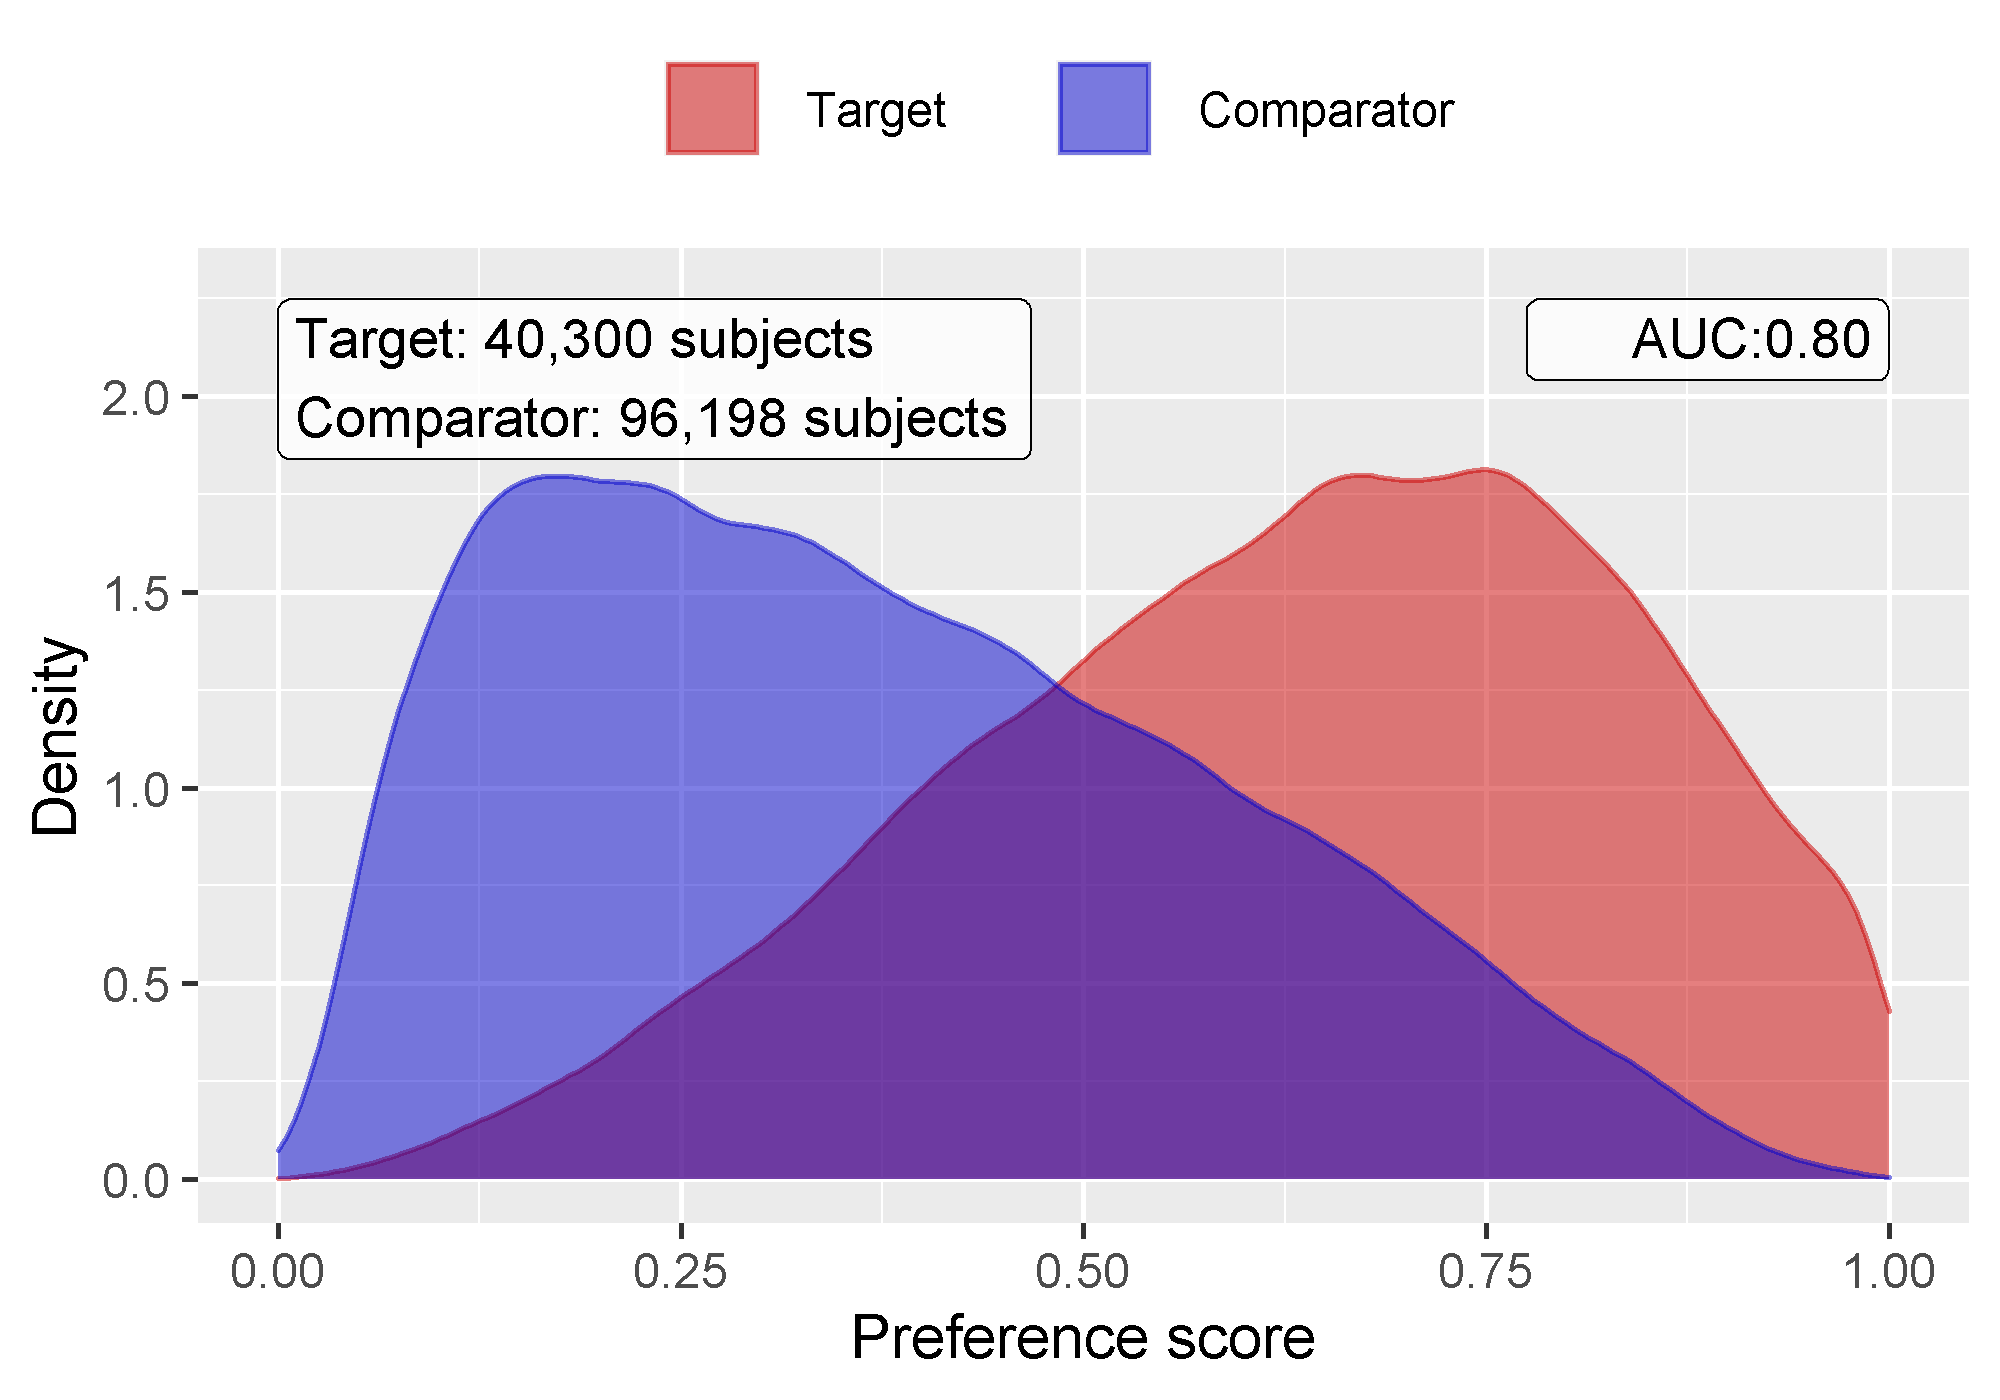 Target
Comparator
Target: 40,300 subjects
Comparator: 96,198 subjects
AUC:0.80
Density
2.0
1.5
1.0
0.5
0.0
0.00
0.25
0.50
0.75
1.00
Preference score